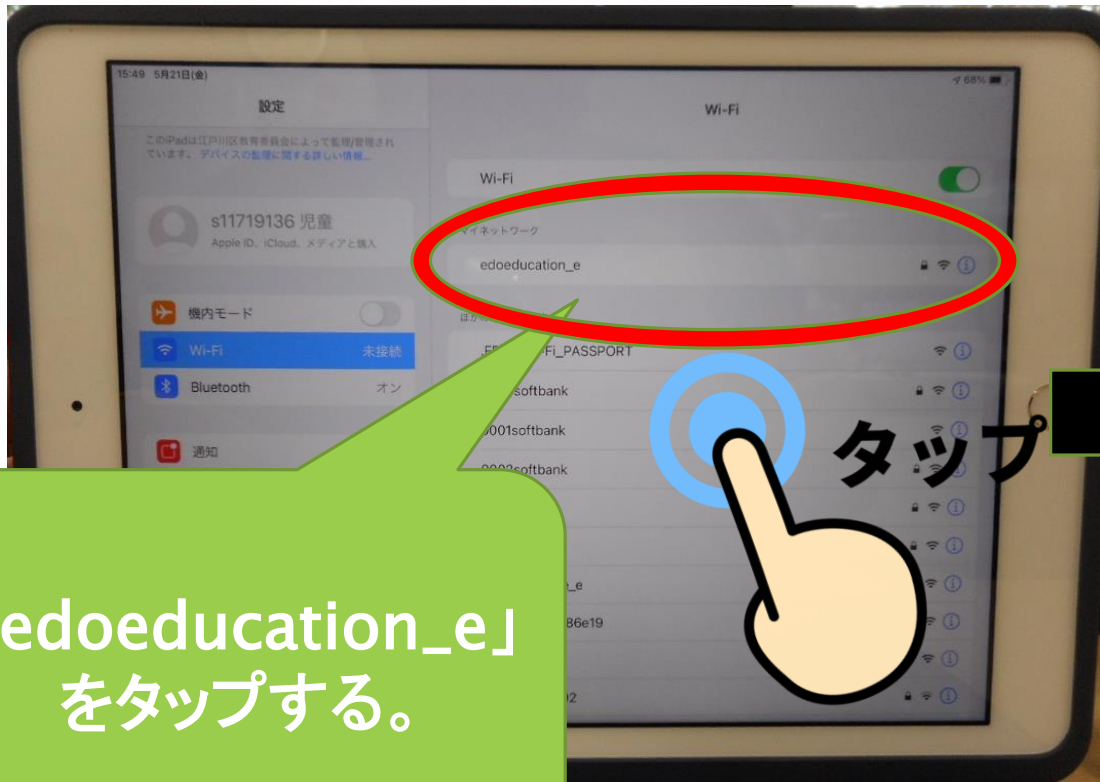 15:49 5月21日(金)
68%
設定
このiPadは江戸川区教育委員会によって監理/管理され
ています。デバイスの監理に関する詳しい情報...
s11719136 児童
Apple ID、iCloud、メディアと購入
機内モード
Wi-Fi 未接続
Bluetooth オン
通知
Wi-Fi
Wi-Fi
マイネットワーク
edoeducation_e
Fi_PASSPORT
softbank
0001softbank
0002softbank
_e
86e19
タップ
edoeducation_e」
をタップする。